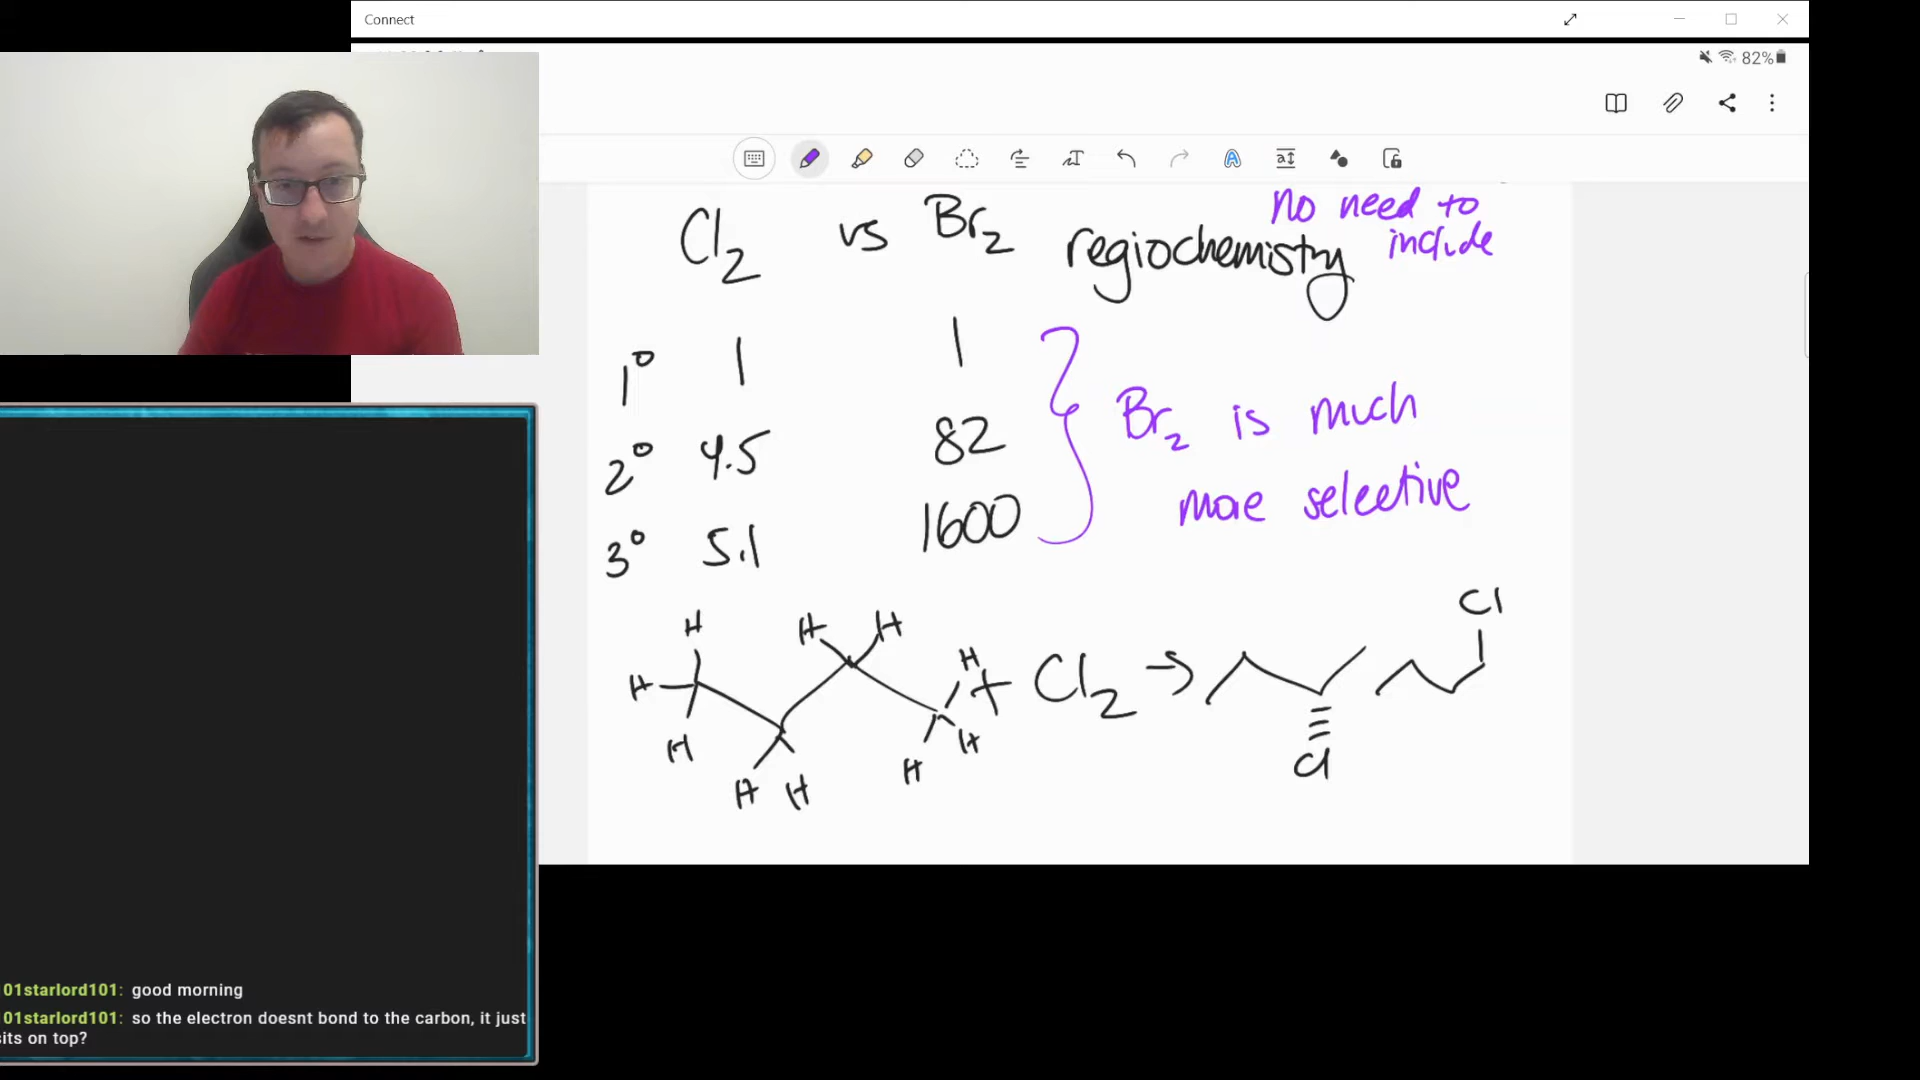 Connect
82%
no need to
include
Cl2 vs Br2 regiochemistry
1° 1 1
2° 4.5 82
3° 5.1 1600
Br2 is much
more selective
H H H Cl
H H + Cl2 →
H H H Cl
H H
01starlord101: good morning
01starlord101: so the electron doesnt bond to the carbon, it just
sits on top?